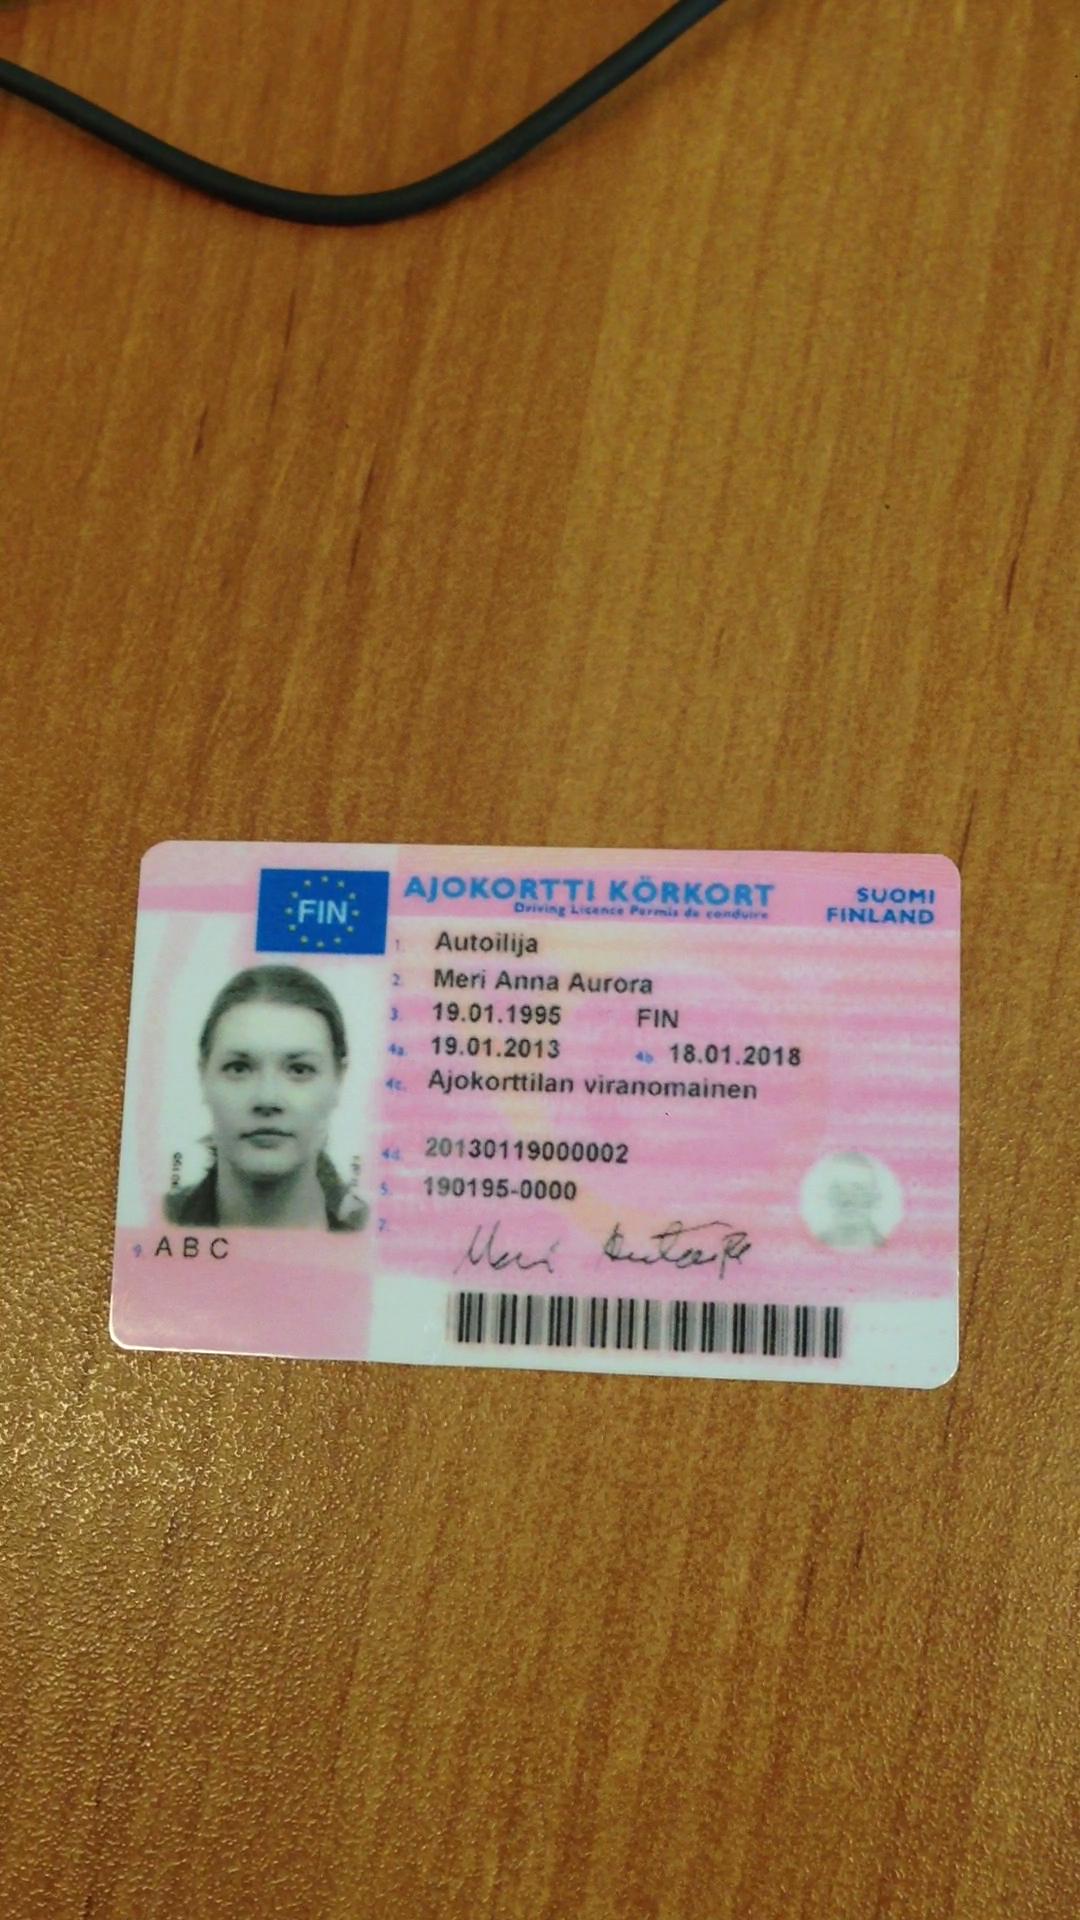 FIN
AJOKORTTI KÖRKORT
Driving Licence Permis de conduire
SUOMI
FINLAND
1. Autoilija
2. Meri Anna Aurora
3. 19.01.1995 FIN
4a. 19.01.2013 4b. 18.01.2018
4c. Ajokorttilan viranomainen
4d. 20130119000002
5. 190195-0000
7. Meri Autoilija
9. A B C